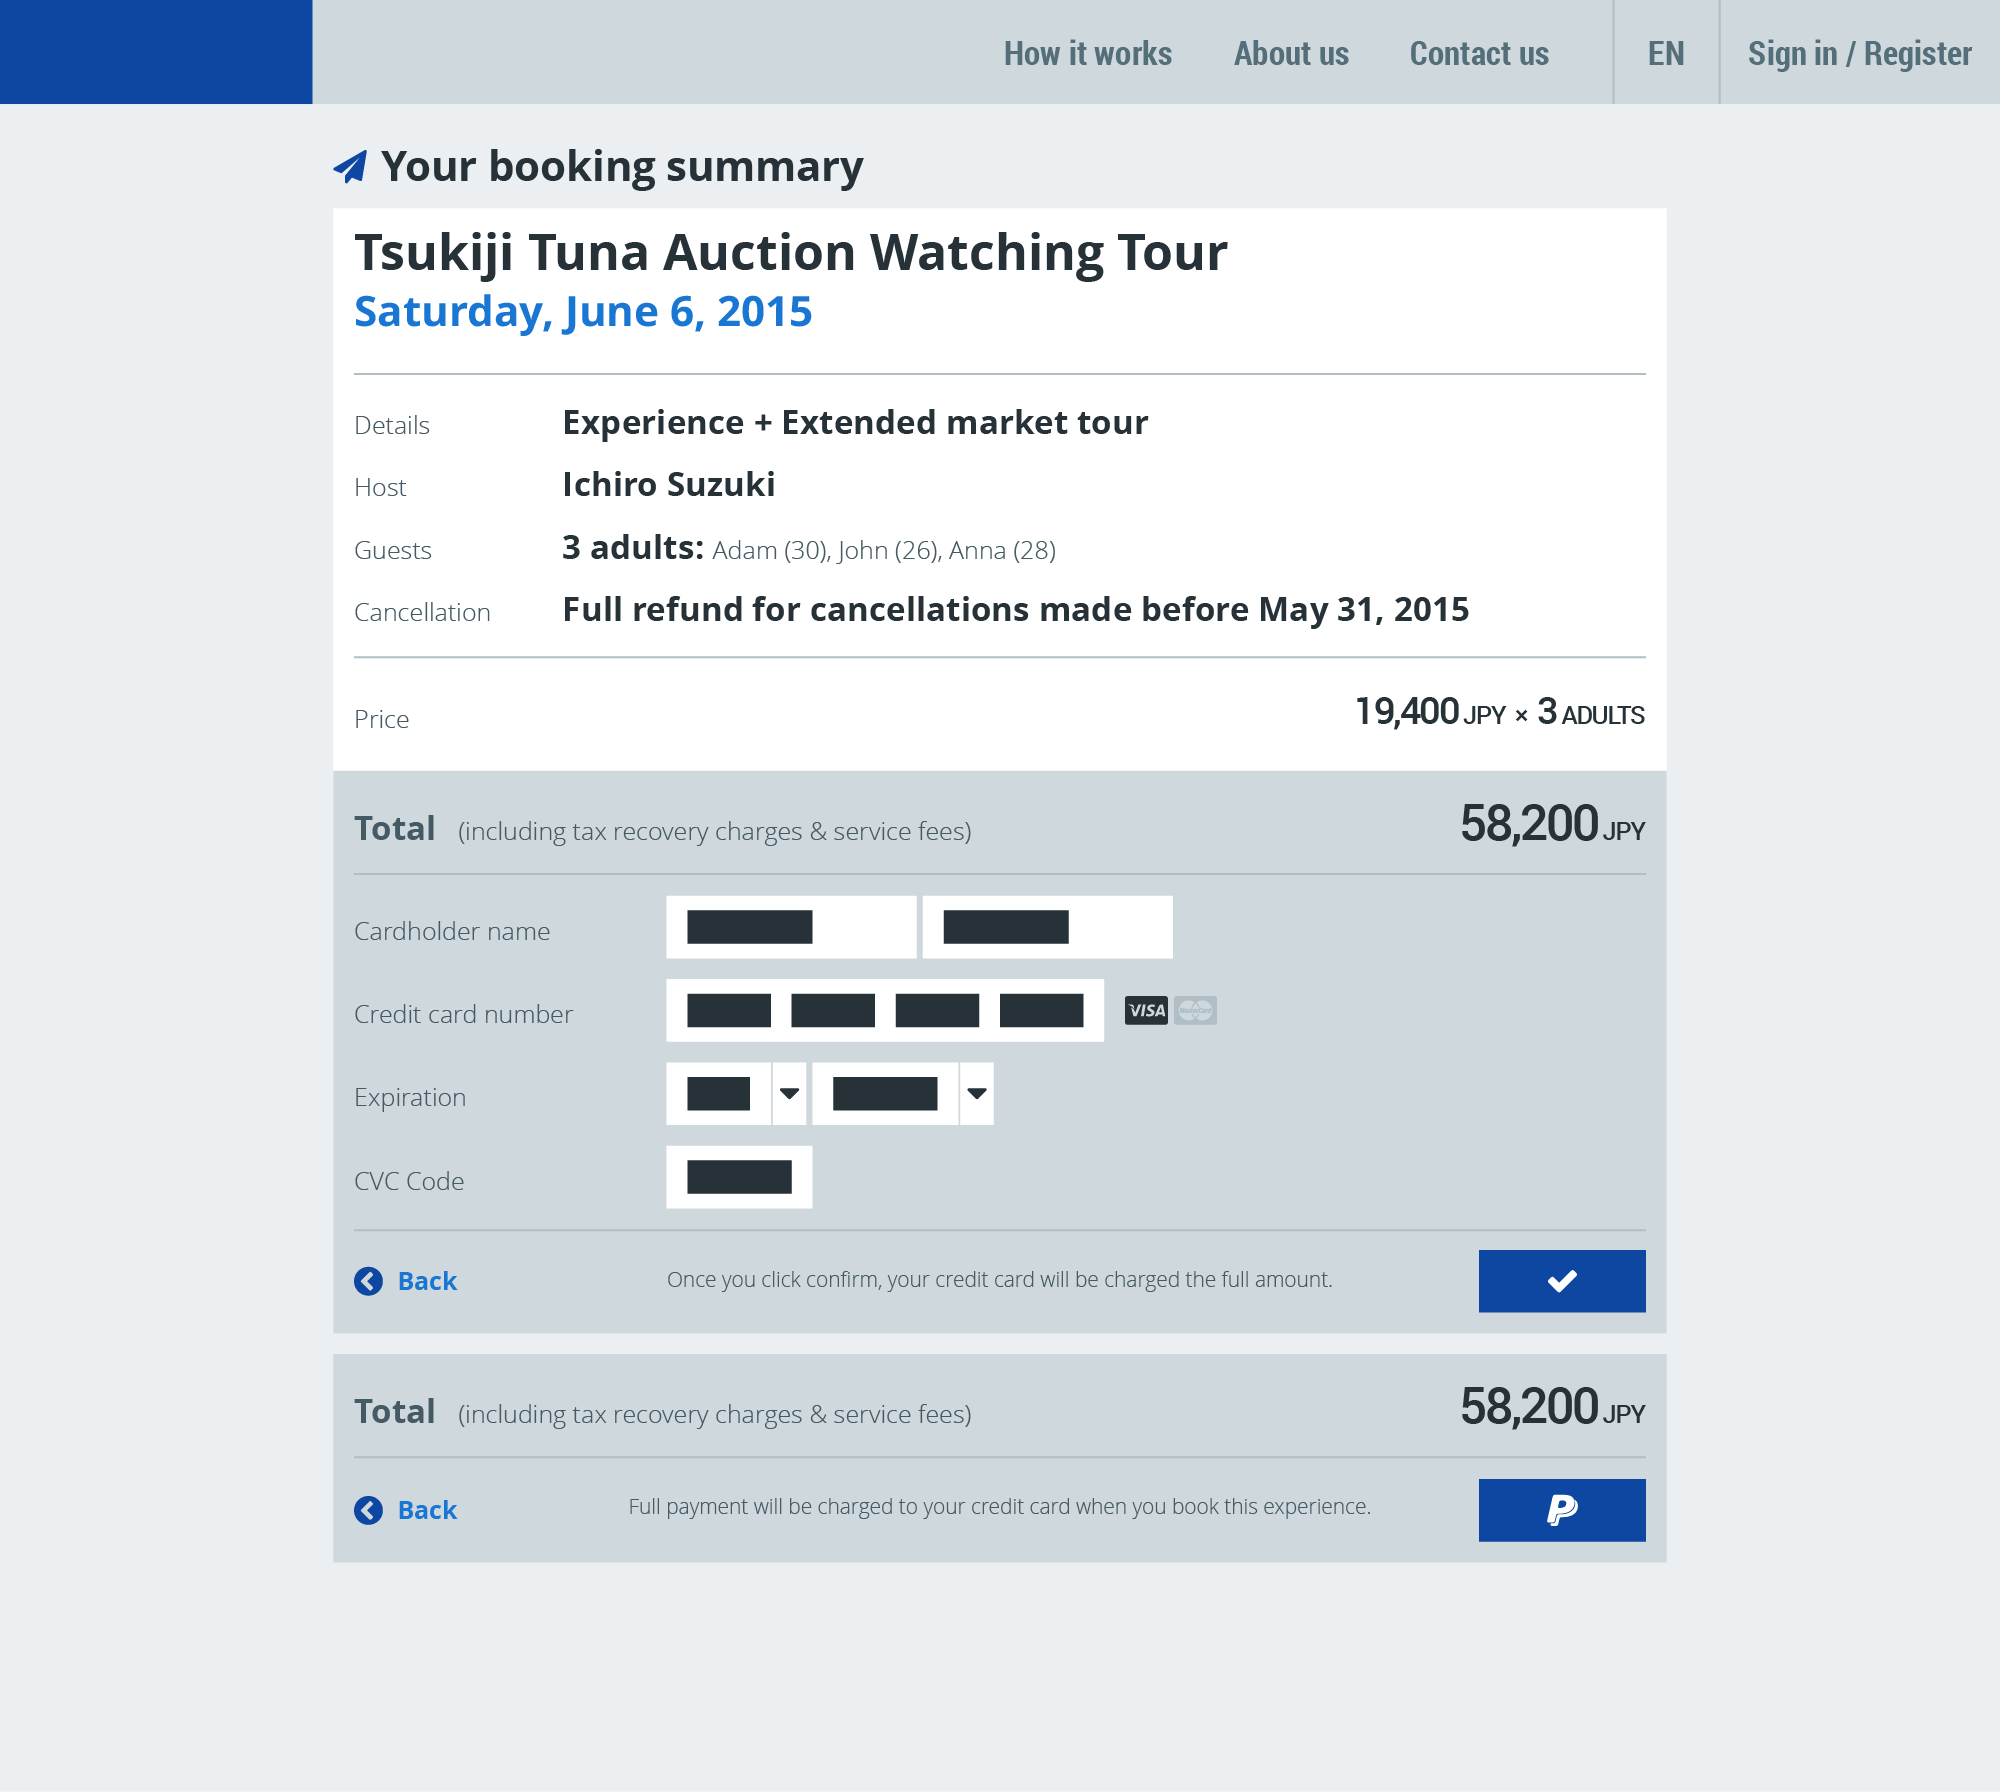 How it works About us Contact us EN Sign in / Register
Your booking summary
Tsukiji Tuna Auction Watching Tour
Saturday, June 6, 2015
Details Experience + Extended market tour
Host Ichiro Suzuki
Guests 3 adults: Adam (30), John (26), Anna (28)
Cancellation Full refund for cancellations made before May 31, 2015
Price 19,400 JPY × 3 ADULTS
Total (including tax recovery charges & service fees) 58,200 JPY
Cardholder name
Credit card number VISA MasterCard
Expiration
CVC Code
Back Once you click confirm, your credit card will be charged the full amount.
Total (including tax recovery charges & service fees) 58,200 JPY
Back Full payment will be charged to your credit card when you book this experience.